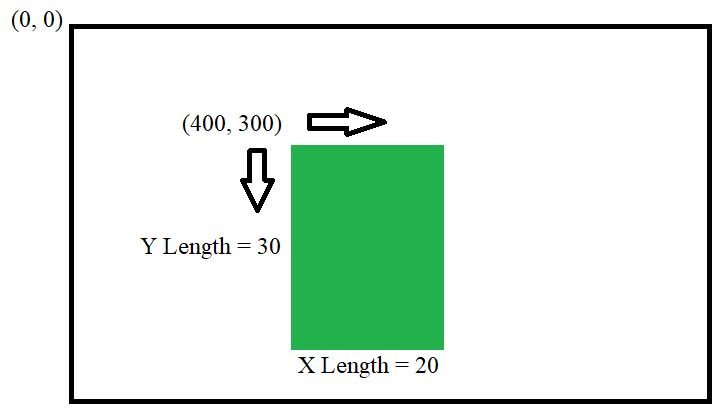 (0, 0)
(400, 300)
Y Length = 30
X Length = 20